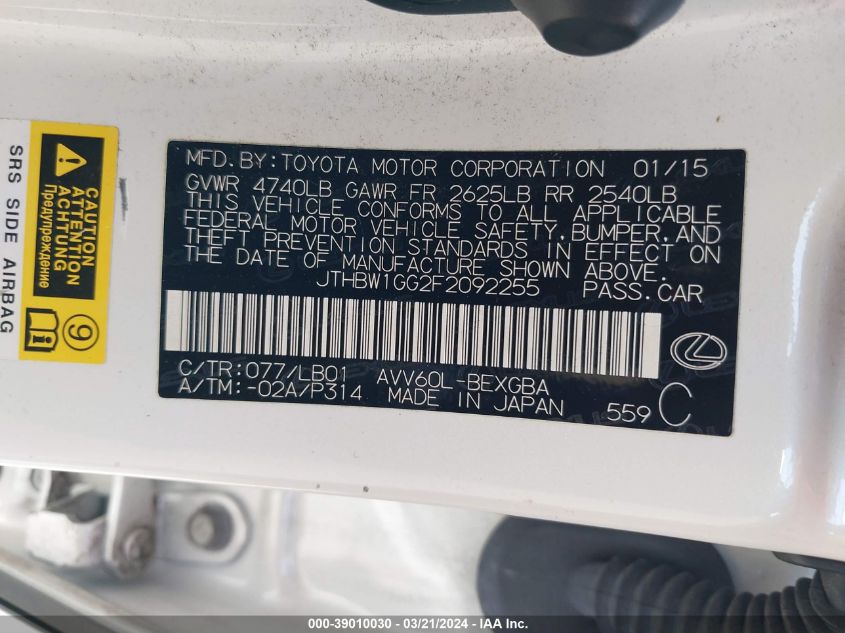 MFD.BY:TOYOTA MOTOR CORPORATION 01/15
GVWR 4740LB GAWR FR 2625LB RR 2540LB
THIS VEHICLE CONFORMS TO ALL APPLICABLE
FEDERAL MOTOR VEHICLE SAFETY,BUMPER,AND
THEFT PREVENTION STANDARDS IN EFFECT ON
THE DATE OF MANUFACTURE SHOWN ABOVE.
JTHBW1GG2F2092255 PASS.CAR
C/TR:077/LB01 AVV60L-BEXGBA
A/TM:-02A/P314 MADE IN JAPAN 559 C
SRS SIDE AIRBAG
CAUTION
ATTENTION
ACHTUNG
Предупреждение
9
000-39010030 / 03/21/2024 - IAA Inc.